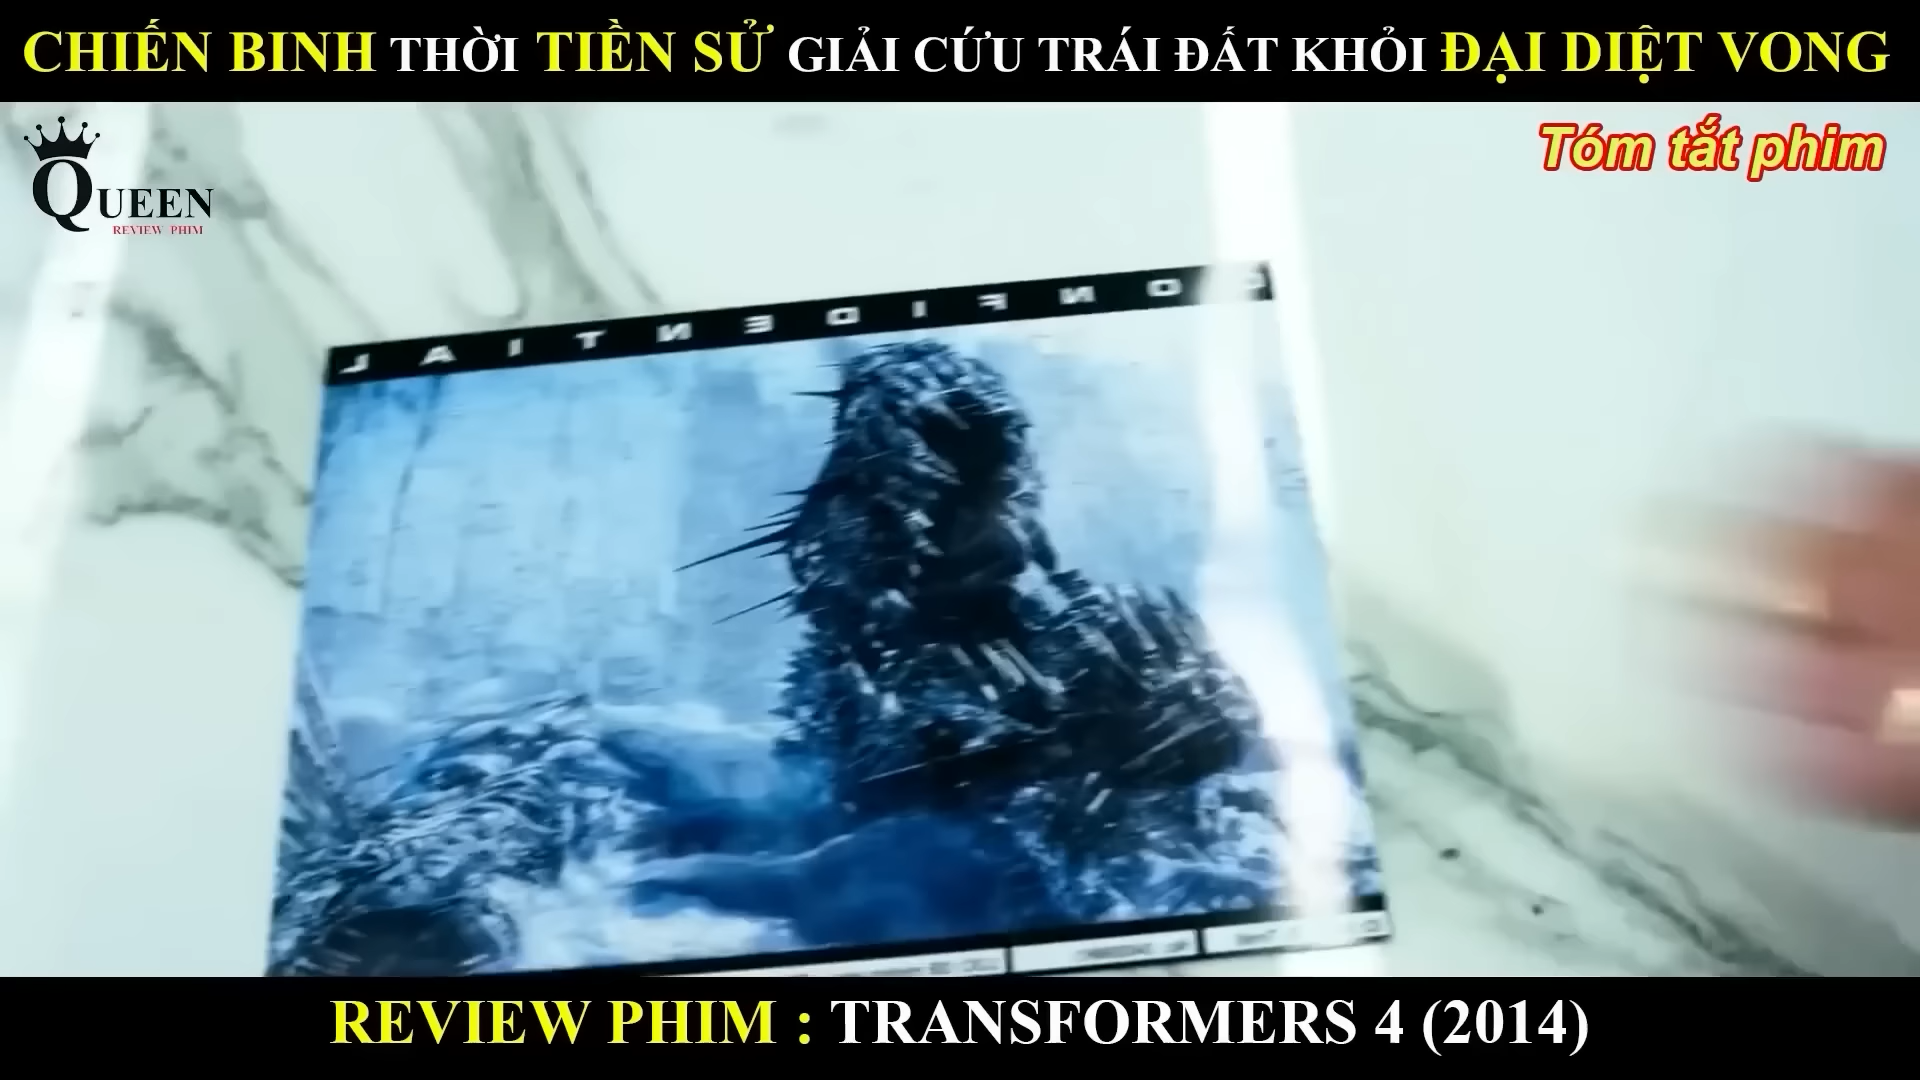 CHIẾN BINH THỜI TIỀN SỬ GIẢI CỨU TRÁI ĐẤT KHỎI ĐẠI DIỆT VONG
Tóm tắt phim
QUEEN
REVIEW PHIM
CONFIDENTIAL
REVIEW PHIM : TRANSFORMERS 4 (2014)